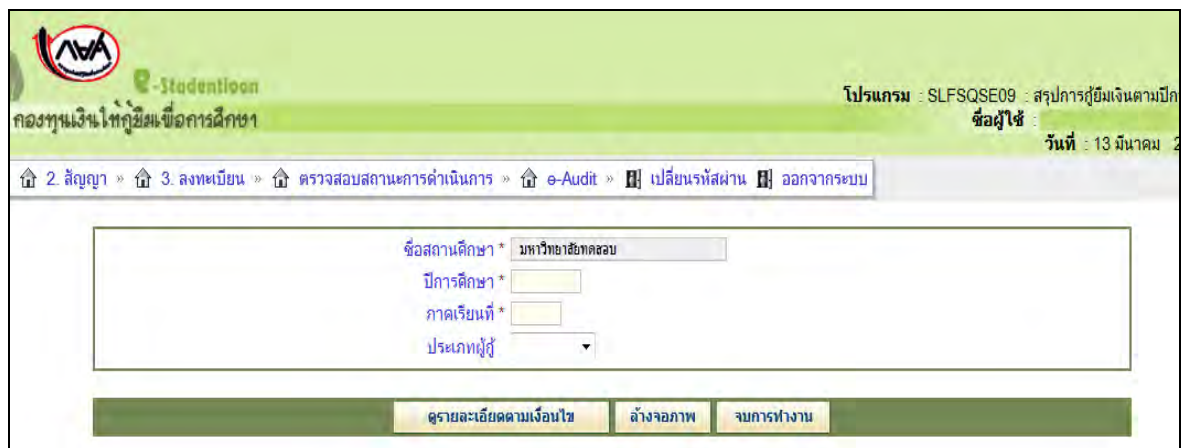 กยศ
e-Studentloan
กองทุนเงินให้กู้ยืมเพื่อการศึกษา
โปรแกรม : SLFSQSE09 : สรุปการกู้ยืมเงินตามปีก
ชื่อผู้ใช้ :
วันที่ : 13 มีนาคม 2
2. สัญญา » 3. ลงทะเบียน » ตรวจสอบสถานะการดำเนินการ » e-Audit » เปลี่ยนรหัสผ่าน ออกจากระบบ
ชื่อสถานศึกษา * มหาวิทยาลัยทดสอบ
ปีการศึกษา *
ภาคเรียนที่ *
ประเภทผู้กู้
ดูรายละเอียดตามเงื่อนไข ล้างจอภาพ จบการทำงาน